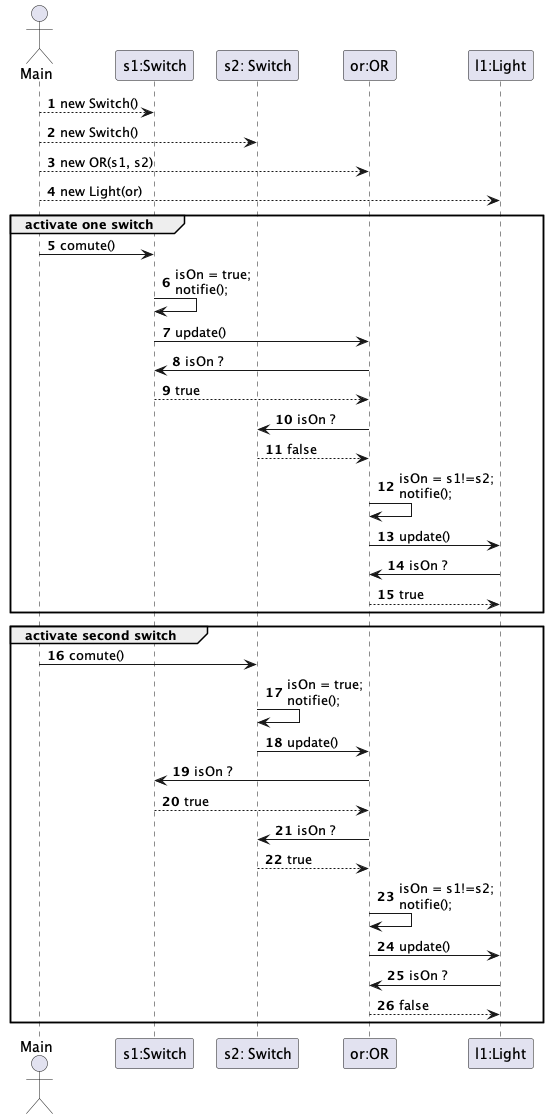 Main
s1:Switch
s2: Switch
or:OR
l1:Light
1 new Switch()
2 new Switch()
3 new OR(s1, s2)
4 new Light(or)
activate one switch
5 comute()
6 isOn = true;
notifie();
7 update()
8 isOn ?
9 true
10 isOn ?
11 false
12 isOn = s1!=s2;
notifie();
13 update()
14 isOn ?
15 true
activate second switch
16 comute()
17 isOn = true;
notifie();
18 update()
19 isOn ?
20 true
21 isOn ?
22 true
23 isOn = s1!=s2;
notifie();
24 update()
25 isOn ?
26 false
Main
s1:Switch
s2: Switch
or:OR
l1:Light